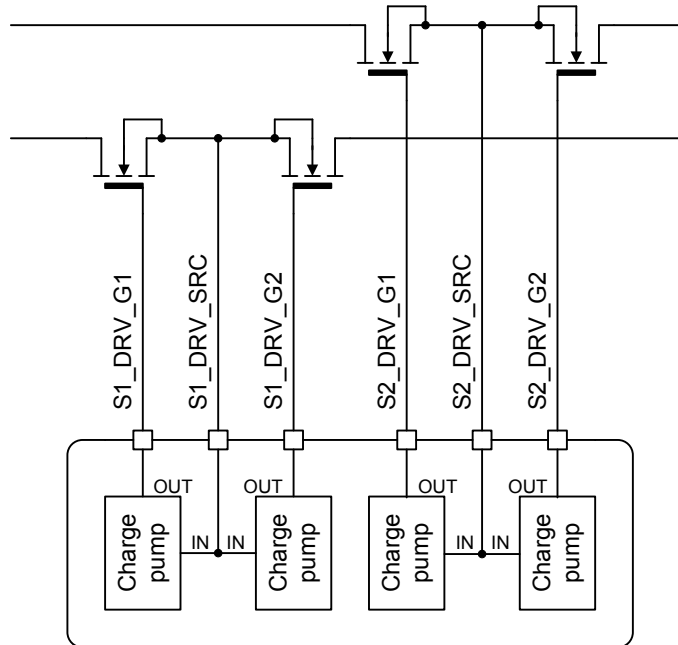 S1_DRV_G1
S1_DRV_SRC
S1_DRV_G2
S2_DRV_G1
S2_DRV_SRC
S2_DRV_G2
OUT
OUT
OUT
OUT
Charge
pump
IN
IN
Charge
pump
Charge
pump
IN
IN
Charge
pump